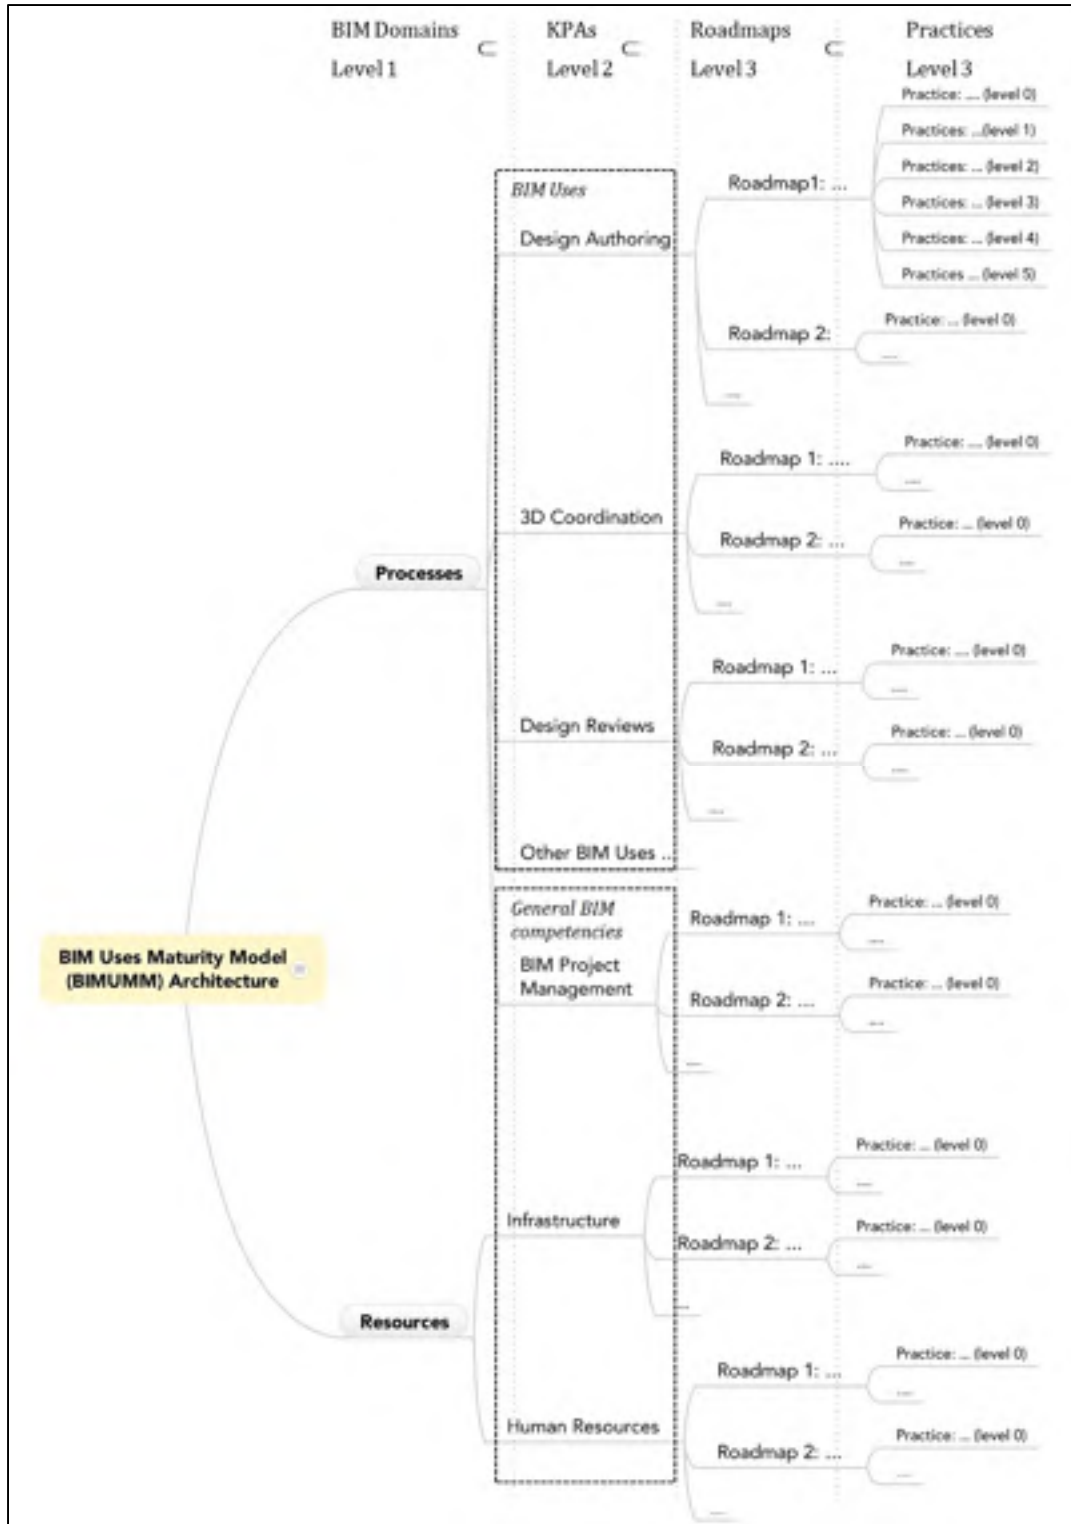 BIM Domains ⊂ KPAs ⊂ Roadmaps ⊂ Practices
Level 1 Level 2 Level 3 Level 3
Practice: .... (level 0)
Practices: ...(level 1)
Practices: ... (level 2)
Roadmap1: ...
BIM Uses
Practices: ... (level 3)
Design Authoring
Practices: ... (level 4)
Practices ... (level 5)
Practice: ... (level 0)
Roadmap 2:
.....
.....
Practice: .... (level 0)
Roadmap 1: ....
.....
3D Coordination
Practice: ... (level 0)
Roadmap 2: ...
.....
Processes
.....
Practice: .... (level 0)
Roadmap 1: ...
.....
Design Reviews
Practice: ... (level 0)
Roadmap 2: ...
.....
.....
Other BIM Uses ...
General BIM
competencies
Practice: ... (level 0)
Roadmap 1: ...
.....
BIM Uses Maturity Model
(BIMUMM) Architecture
BIM Project
Management
Practice: ... (level 0)
Roadmap 2: ...
.....
.....
Practice: ... (level 0)
Roadmap 1: ...
.....
Infrastructure
Practice: ... (level 0)
Roadmap 2: ...
.....
.....
Resources
Practice: ... (level 0)
Roadmap 1: ...
.....
Human Resources
Practice: ... (level 0)
Roadmap 2: ...
.....
.....